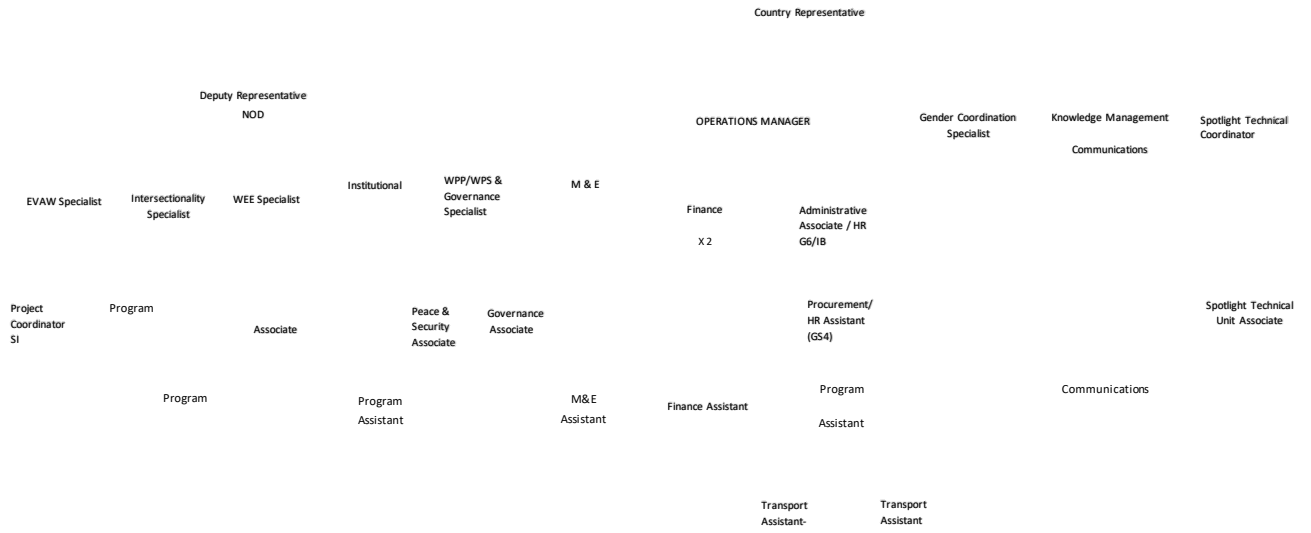 Country Representative
Deputy Representative
NOD
OPERATIONS MANAGER
Gender Coordination
Specialist
Knowledge Management
Communications
Spotlight Technical
Coordinator
EVAW Specialist
Intersectionality
Specialist
WEE Specialist
Institutional
WPP/WPS &
Governance
Specialist
M & E
Finance
X 2
Administrative
Associate / HR
G6/IB
Project
Coordinator
SI
Program
Associate
Peace &
Security
Associate
Governance
Associate
Procurement/
HR Assistant
(GS4)
Spotlight Technical
Unit Associate
Program
Program
Assistant
M&E
Assistant
Finance Assistant
Program
Assistant
Communications
Transport
Assistant-
Transport
Assistant